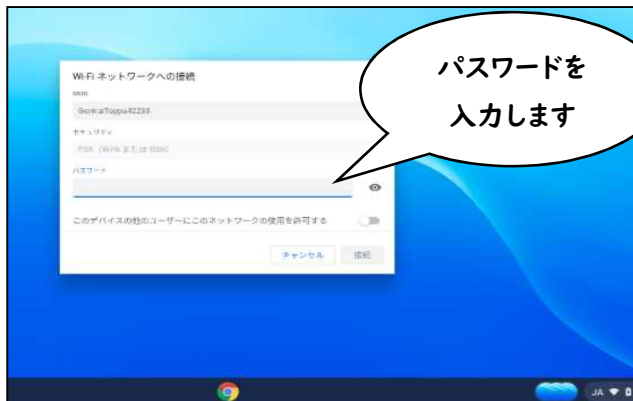 Wi-Fi ネットワークへの接続
SSID
パスワードを
入力します
セキュリティ
PSK（WPA または RSN）
パスワード
このデバイスの他のユーザーにこのネットワークの使用を許可する
キャンセル
接続
JA